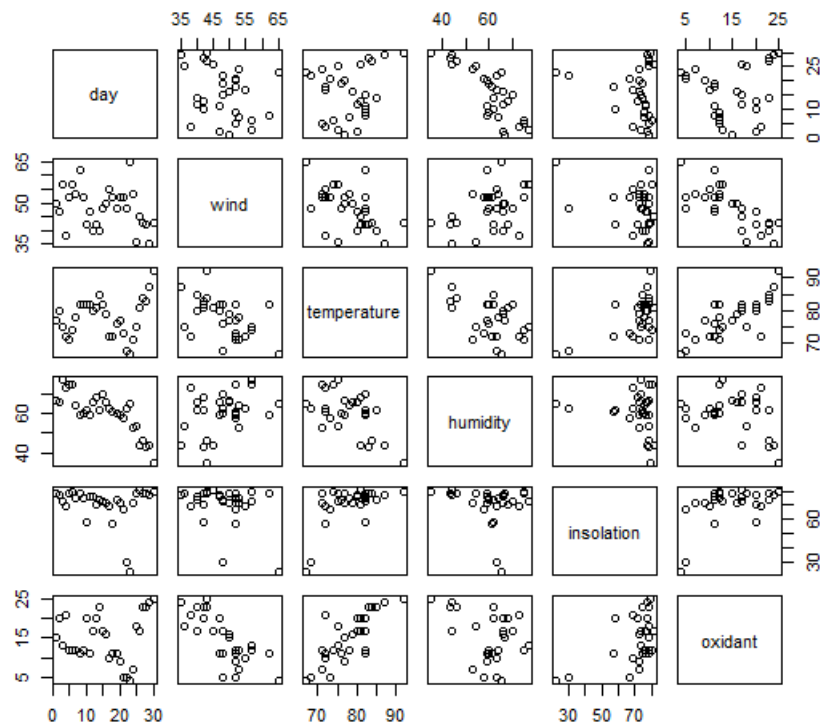 35 45 55 65 40 60 5 15 25
day 0 10 25
35 50 65 wind
temperature 70 80 90
40 60 humidity
insolation 30 60
5 15 25 oxidant
0 10 20 30 70 80 90 30 50 70